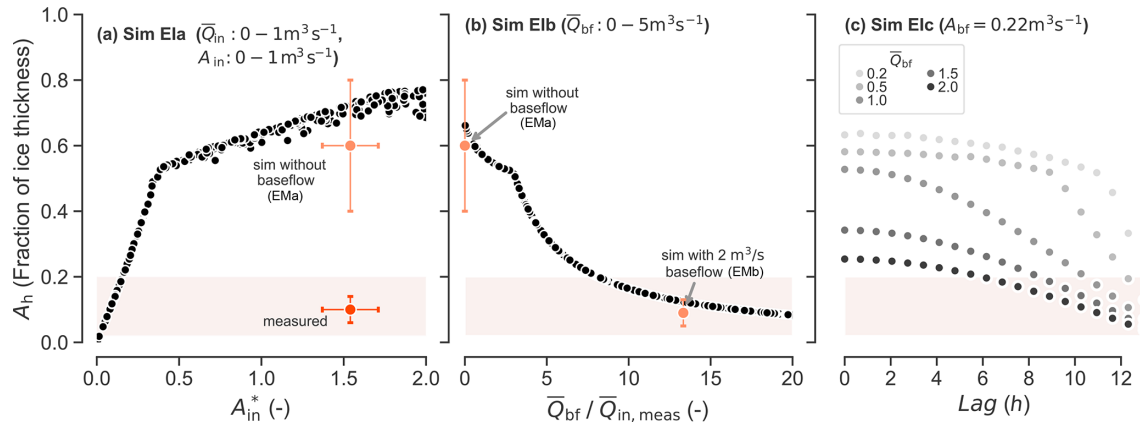 (a) Sim EIa (Q̅in : 0 − 1m³s⁻¹,
Ain : 0 − 1m³s⁻¹)
Ah (Fraction of ice thickness)
1.0
0.8
0.6
0.4
0.2
0.0
sim without
baseflow
(EMa)
measured
0.0 0.5 1.0 1.5 2.0
A*in (-)
(b) Sim EIb (Q̅bf : 0 − 5m³s⁻¹)
sim without
baseflow
(EMa)
sim with 2 m³/s
baseflow (EMb)
0 5 10 15 20
Q̅bf / Q̅in, meas (-)
(c) Sim EIc (Abf = 0.22m³s⁻¹)
Q̅bf
0.2 1.5
0.5 2.0
1.0
0 2 4 6 8 10 12
Lag (h)